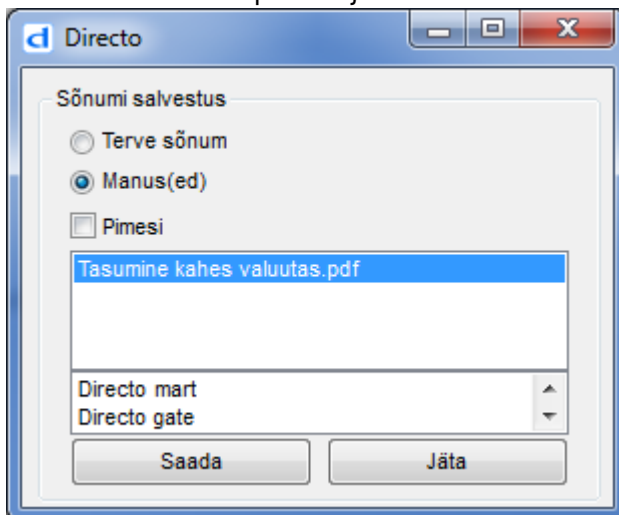 Directo
Sõnumi salvestus
Terve sõnum
Manus(ed)
Pimesi
Tasumine kahes valuutas.pdf
Directo mart
Directo gate
Saada
Jäta